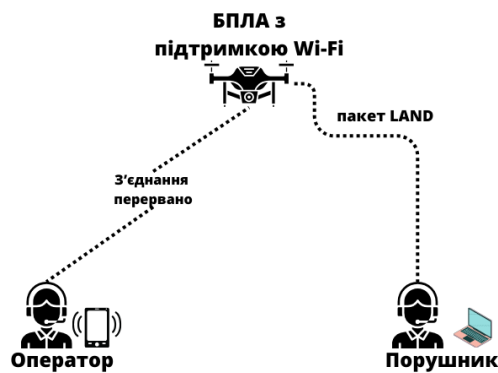 БПЛА з
підтримкою Wi-Fi
пакет LAND
З’єднання
перервано
Оператор
Порушник